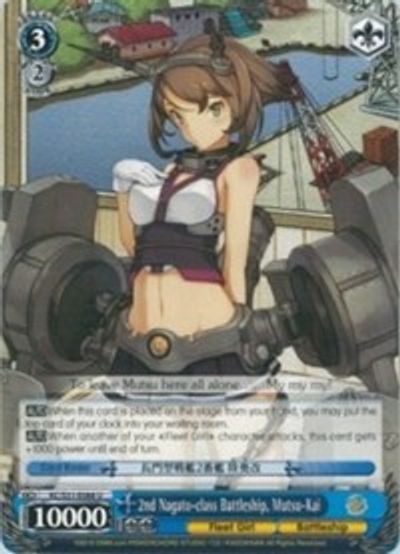 3
2
To leave Mutsu here all alone... My my my!
AUTO When this card is placed on the stage from your hand, you may put the
top card of your clock into your waiting room.
AUTO When another of your «Fleet Girl» character attacks, this card gets
+1000 power until end of turn.
長門型戦艦2番艦 陸奥改
10000
2nd Nagato-class Battleship, Mutsu-Kai
Fleet Girl
Battleship